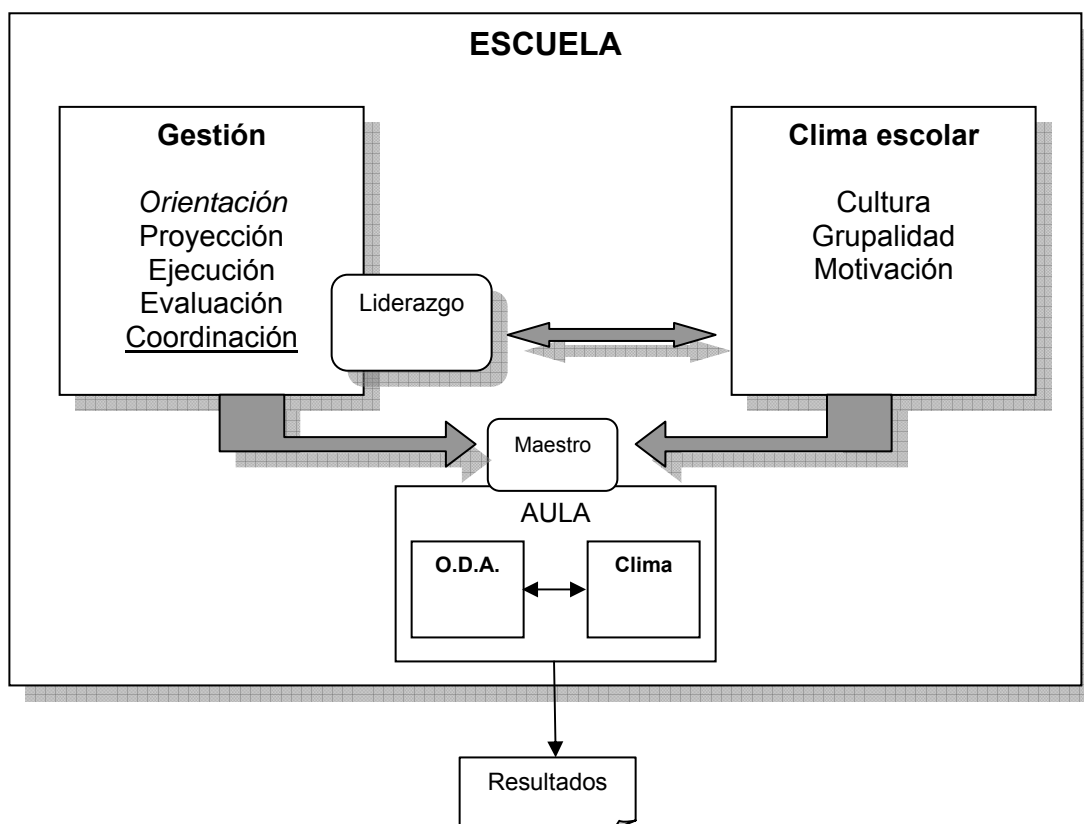 ESCUELA
Gestión
Orientación
Proyección
Ejecución
Evaluación
Coordinación
Liderazgo
Clima escolar
Cultura
Grupalidad
Motivación
Maestro
AULA
O.D.A.
Clima
Resultados